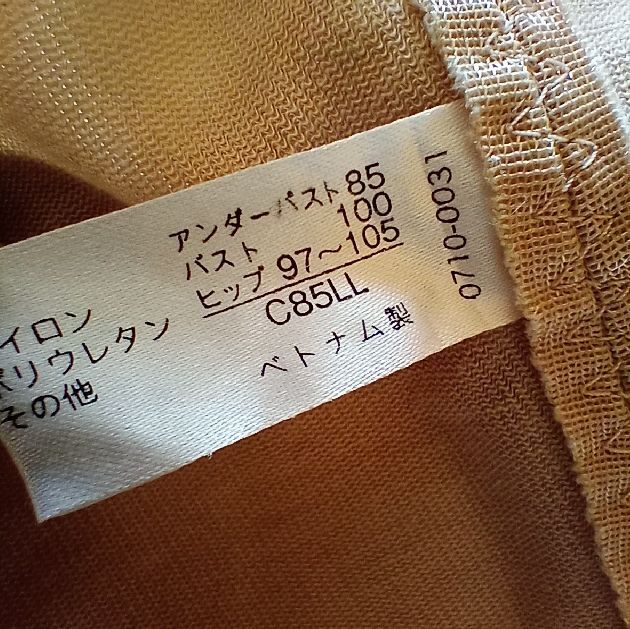 アンダーバスト85
バスト 100
ヒップ 97～105
C85LL
ベトナム製
0710-0031
イロン
ポリウレタン
その他